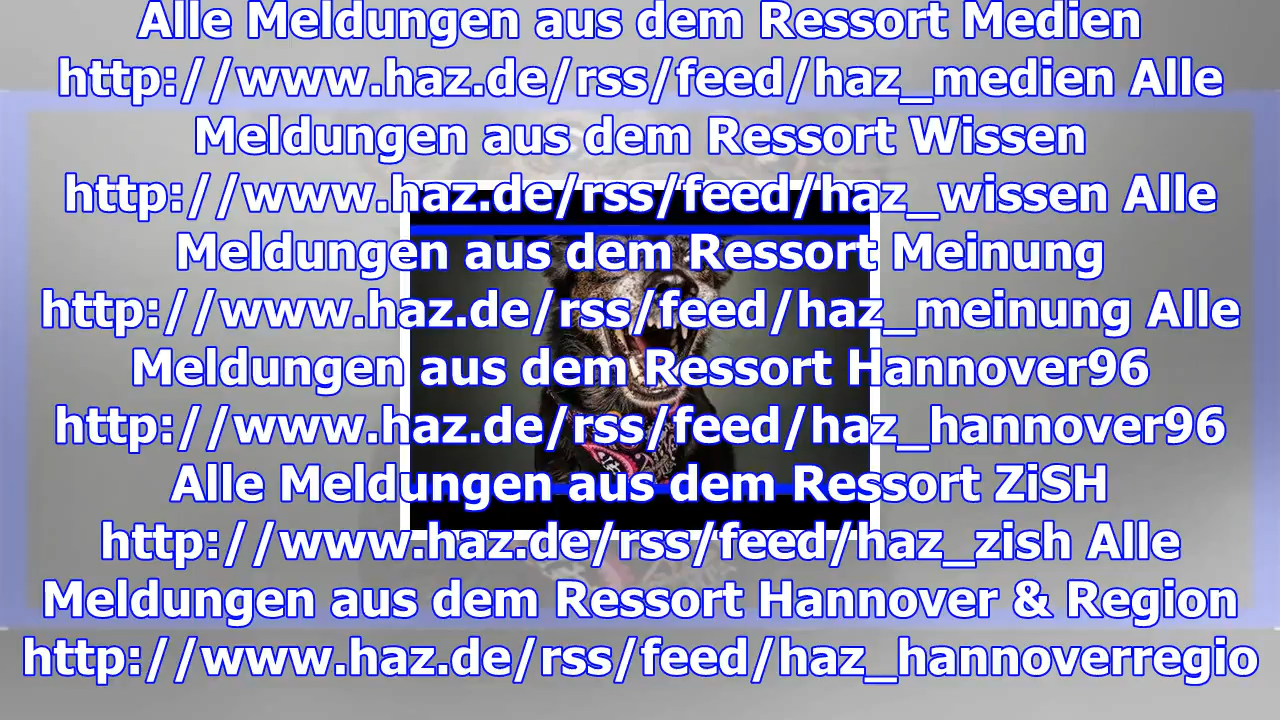 Alle Meldungen aus dem Ressort Medien
http://www.haz.de/rss/feed/haz_medien Alle
Meldungen aus dem Ressort Wissen
http://www.haz.de/rss/feed/haz_wissen Alle
Meldungen aus dem Ressort Meinung
http://www.haz.de/rss/feed/haz_meinung Alle
Meldungen aus dem Ressort Hannover96
http://www.haz.de/rss/feed/haz_hannover96
Alle Meldungen aus dem Ressort ZiSH
http://www.haz.de/rss/feed/haz_zish Alle
Meldungen aus dem Ressort Hannover & Region
http://www.haz.de/rss/feed/haz_hannoverregio